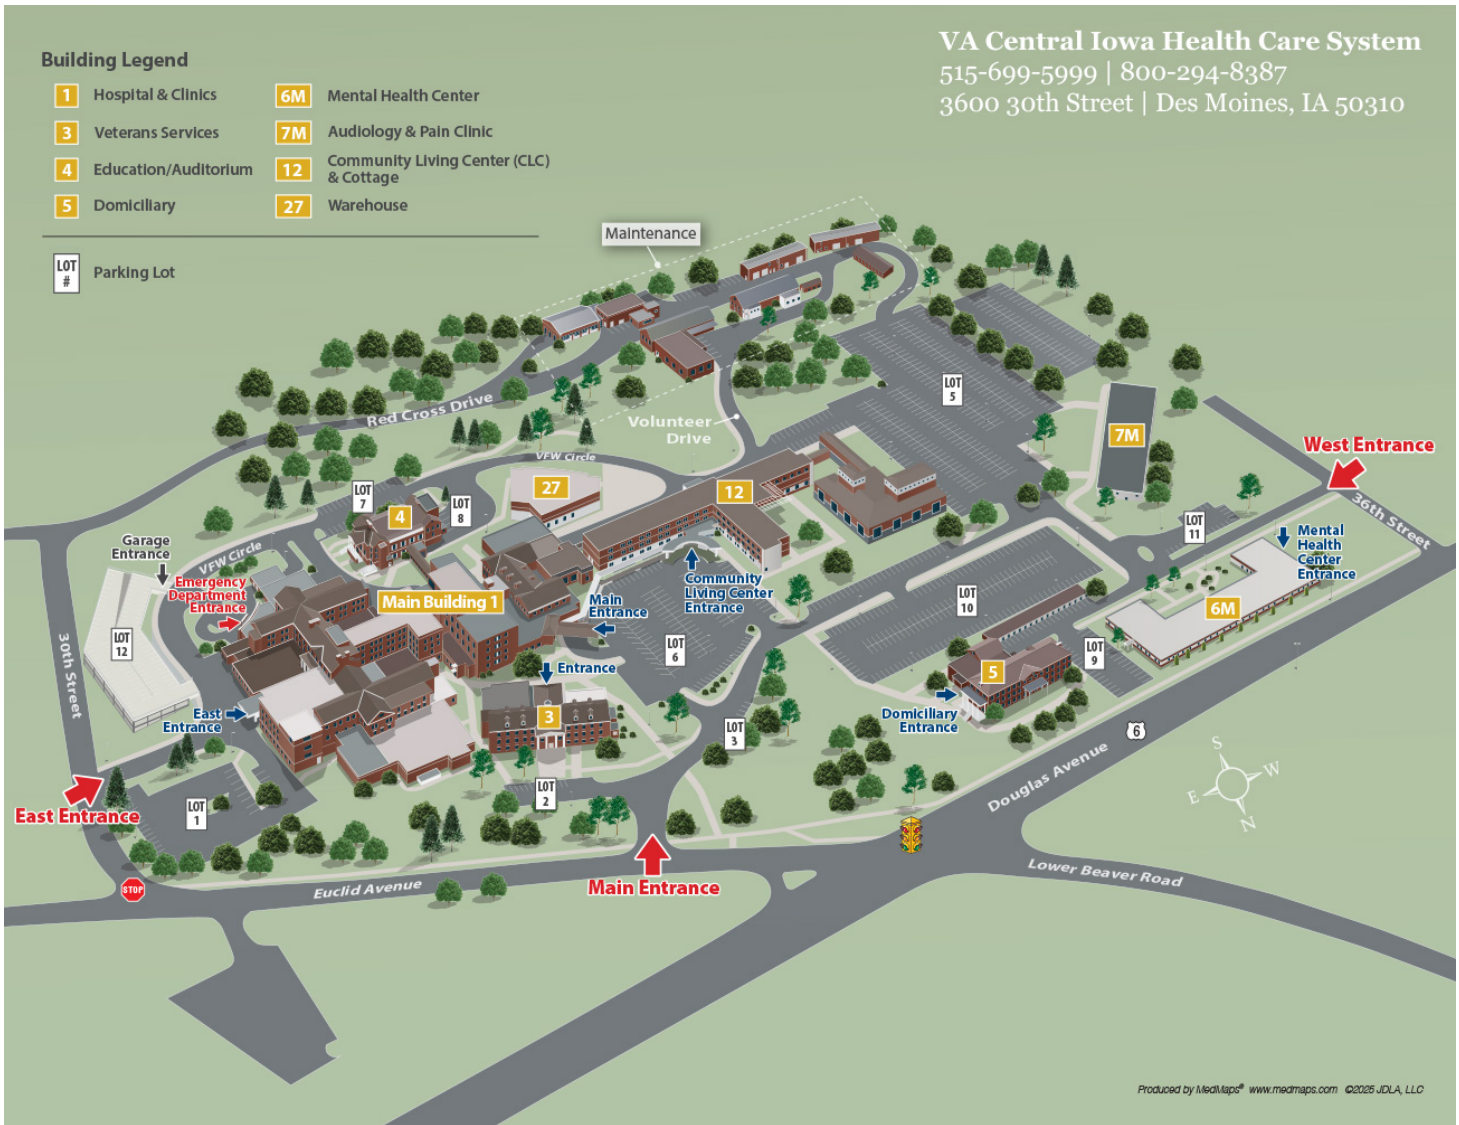 Building Legend
1 Hospital & Clinics
3 Veterans Services
4 Education/Auditorium
5 Domiciliary
6M Mental Health Center
7M Audiology & Pain Clinic
12 Community Living Center (CLC)
& Cottage
27 Warehouse
LOT
#
Parking Lot
VA Central Iowa Health Care System
515-699-5999 | 800-294-8387
3600 30th Street | Des Moines, IA 50310
Maintenance
Red Cross Drive
Volunteer
Drive
LOT
5
7M
West Entrance
36th Street
VFW Circle
27
12
LOT
7
4
LOT
8
LOT
11
Mental
Health
Center
Entrance
Garage
Entrance
VFW Circle
Emergency
Department
Entrance
Main Building 1
Community
Living Center
Entrance
Main
Entrance
LOT
10
6M
LOT
12
LOT
6
LOT
9
30th Street
Entrance
5
East
Entrance
3
Domiciliary
Entrance
LOT
3
6
Douglas Avenue
S
W
E
N
LOT
2
LOT
1
East Entrance
STOP
Euclid Avenue
Main Entrance
Lower Beaver Road
Produced by MedMaps® www.medmaps.com ©2025 JDLA, LLC